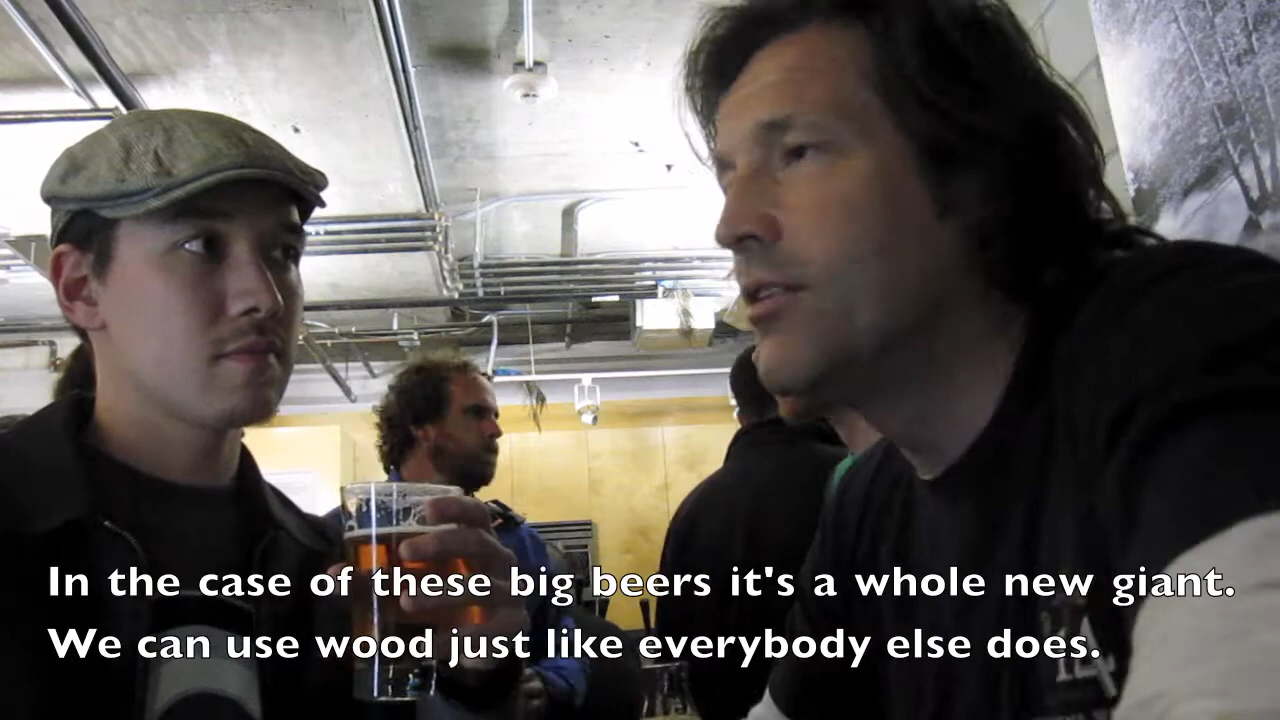 In the case of these big beers it's a whole new giant.
We can use wood just like everybody else does.